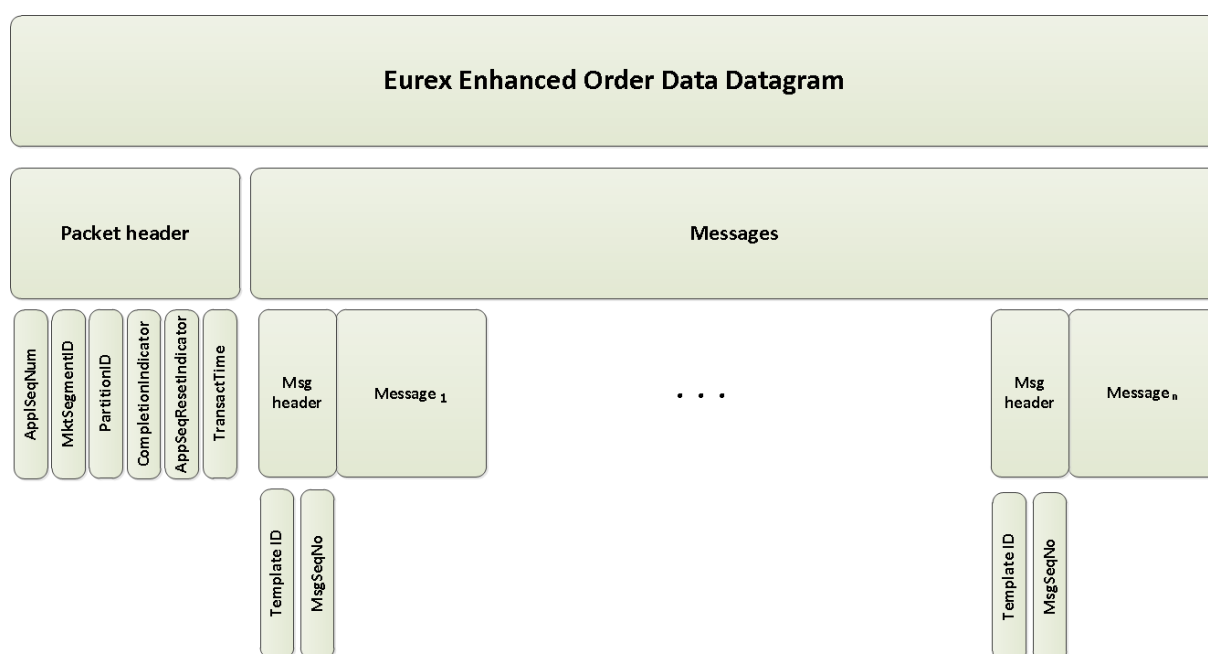 Eurex Enhanced Order Data Datagram
Packet header
Messages
ApplSeqNum
MktSegmentID
PartitionID
CompletionIndicator
AppSeqResetIndicator
TransactTime
Msg
header
Message 1
. . .
Msg
header
Message n
Template ID
MsgSeqNo
Template ID
MsgSeqNo